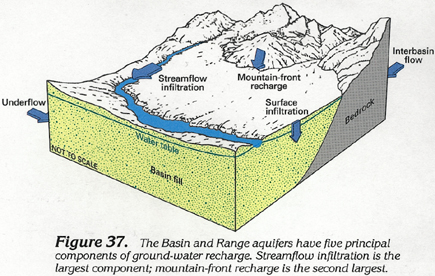 Interbasin
flow
Streamflow
infiltration
Mountain-front
recharge
Surface
infiltration
Underflow
Bedrock
Water table
NOT TO SCALE
Basin fill
Figure 37. The Basin and Range aquifers have five principal
components of ground-water recharge. Streamflow infiltration is the
largest component; mountain-front recharge is the second largest.